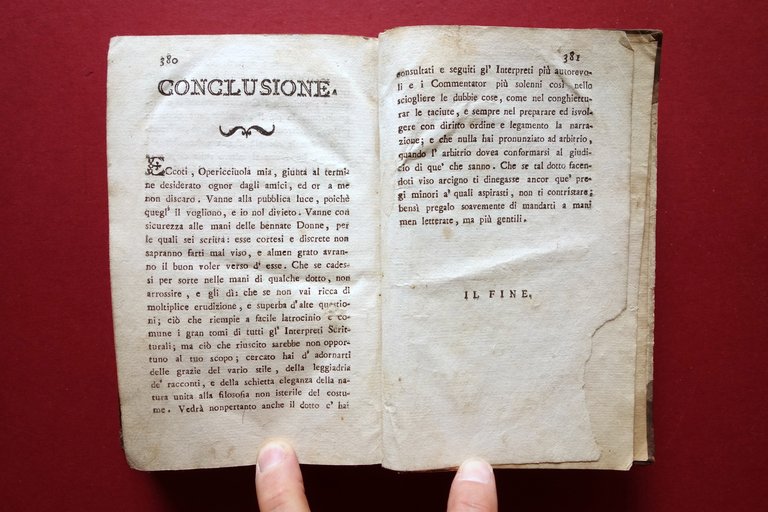 380
CONCLUSIONE.
ECcoti, Opericciuola mia, giunta al termi-
ne desiderato ognor dagli amici, ed or a me
non discaro. Vanne alla pubblica luce, poichè
quegl' il vogliono, e io nol divieto. Vanne con
sicurezza alle mani delle bennate Donne, per
le quali sei scritta: esse cortesi e discrete non
sapranno farti mal viso, e almen grato avran-
no il buon voler verso d' esse. Che se cades-
si per sorte nelle mani di qualche dotto, non
arrossire, e gli dì: che se non vai ricca di
moltiplice erudizione, e superba d'alte questio-
ni; ciò che riempie a facile latrocinio e co-
mune i gran tomi di tutti gl' Interpreti Scrit-
turali; ma ciò che riuscito sarebbe non oppor-
tuno al tuo scopo; cercato hai d' adornarti
delle grazie del vario stile, della leggiadria
de' racconti, e della schietta eleganza della na-
tura unita alla filosofia non isterile del costu-
me. Vedrà nonpertanto anche il dotto c' hai
381
consultati e seguiti gl' Interpreti più autorevo-
li e i Commentator più solenni così nello
sciogliere le dubbie cose, come nel conghiettu-
rar le taciute, e sempre nel preparare ed isvol-
gere con diritto ordine e legamento la narra-
zione; e che nulla hai pronunziato ad arbitrio,
quando l' arbitrio dovea conformarsi al giudi-
cio di que' che sanno. Che se tal dotto facen-
doti viso arcigno ti dinegasse ancor que' pre-
gi minori a' quali aspirasti, non ti contristare;
bensì pregalo soavemente di mandarti a mani
men letterate, ma più gentili.
IL FINE.